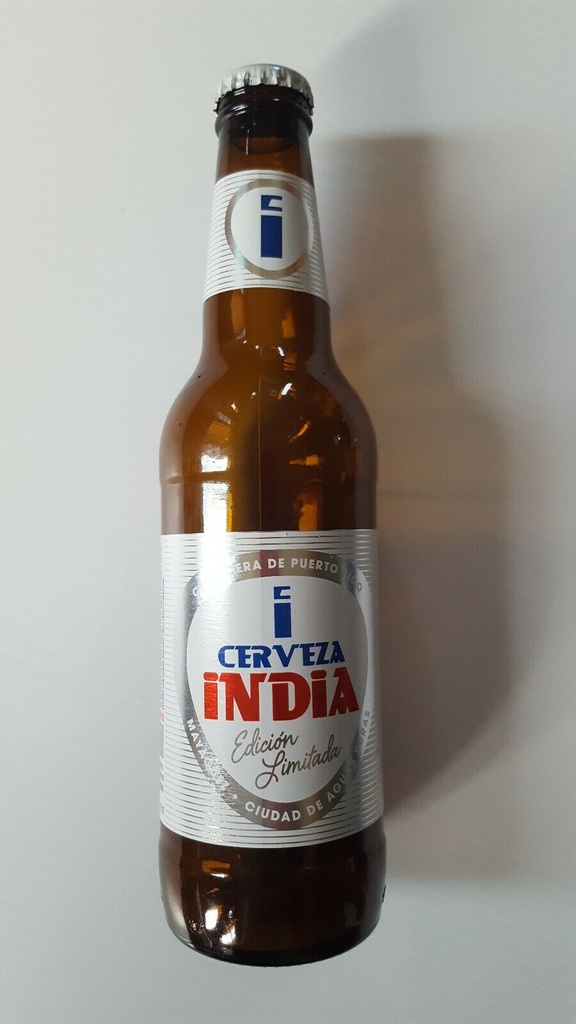 i
DE PUERTO
i
CERVEZA
INDIA
Edición
Limitada
CIUDAD DE